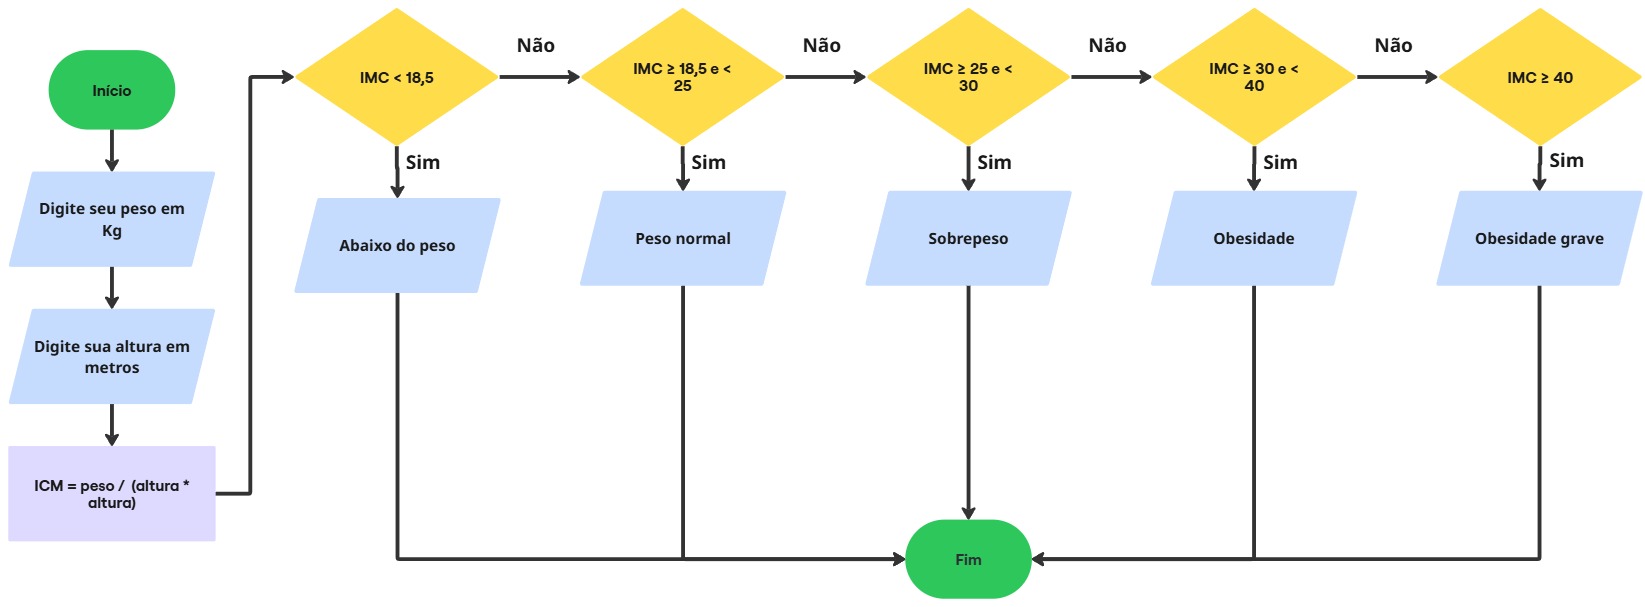 Início
Digite seu peso em
Kg
Digite sua altura em
metros
ICM = peso / (altura *
altura)
IMC < 18,5
Não
Sim
Abaixo do peso
IMC ≥ 18,5 e <
25
Não
Sim
Peso normal
IMC ≥ 25 e <
30
Não
Sim
Sobrepeso
IMC ≥ 30 e <
40
Não
Sim
Obesidade
IMC ≥ 40
Sim
Obesidade grave
Fim